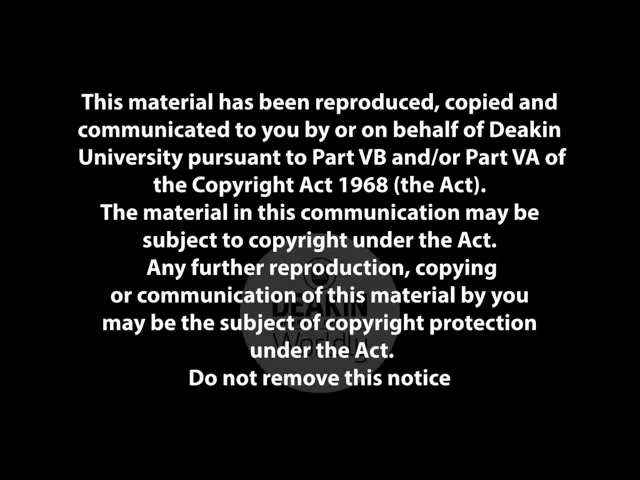 This material has been reproduced, copied and
communicated to you by or on behalf of Deakin
University pursuant to Part VB and/or Part VA of
the Copyright Act 1968 (the Act).
The material in this communication may be
subject to copyright under the Act.
Any further reproduction, copying
or communication of this material by you
may be the subject of copyright protection
under the Act.
Do not remove this notice
DEAKIN
Worldly